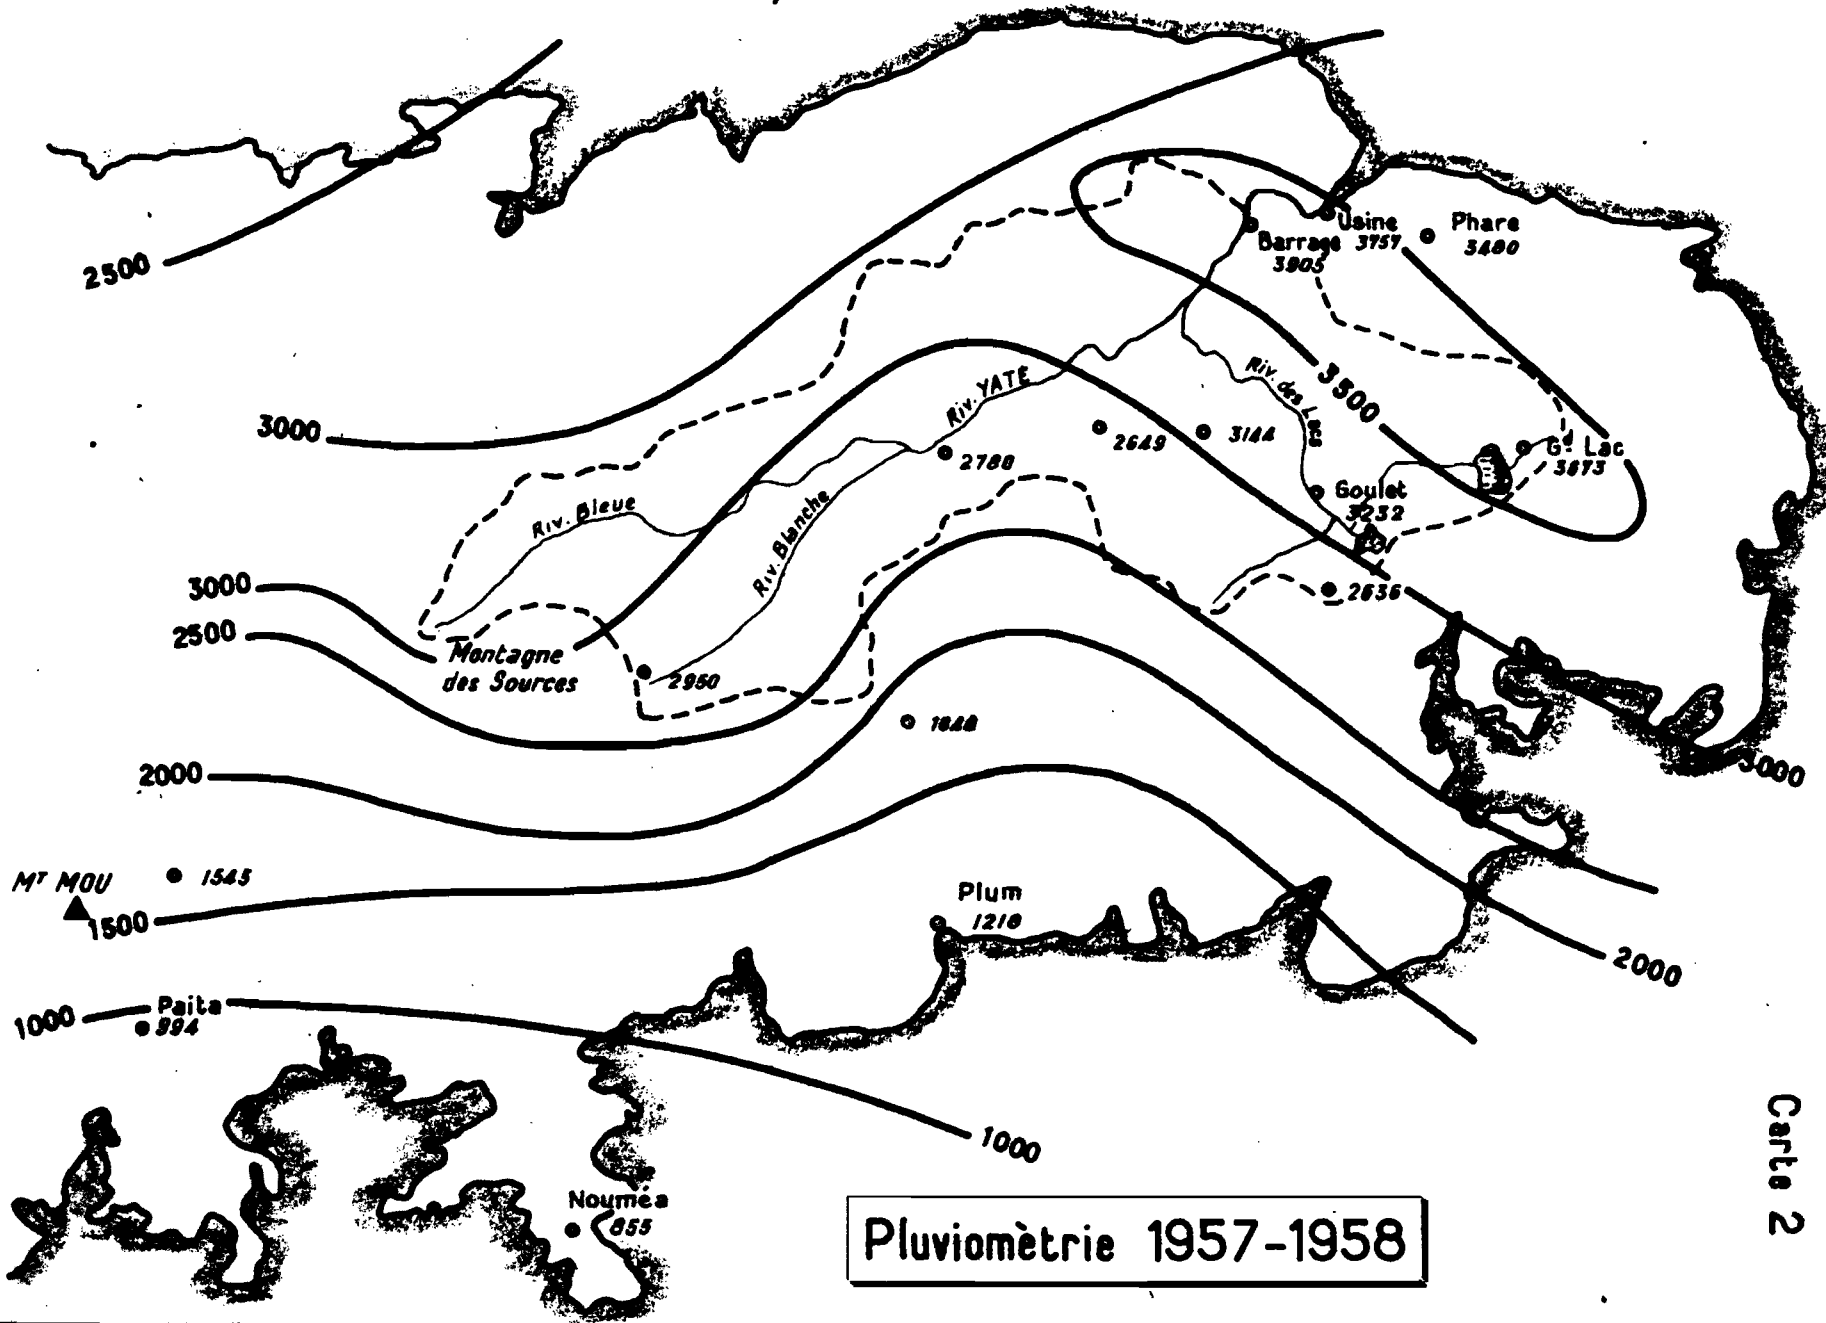 2500
Usine
3757
Phare
3480
Barrage
3905
Riv. YATE
Riv. des Lacs
3500
3000
2649
3144
2780
Gd Lac
3673
Riv. Bleue
Riv. Blanche
Goulet
3232
3000
2500
2636
Montagne
des Sources
2950
1848
2000
3000
MT MOU
1545
1500
Plum
1218
2000
1000
Paita
994
1000
Nouméa
855
Pluviomètrie 1957-1958
Carte 2